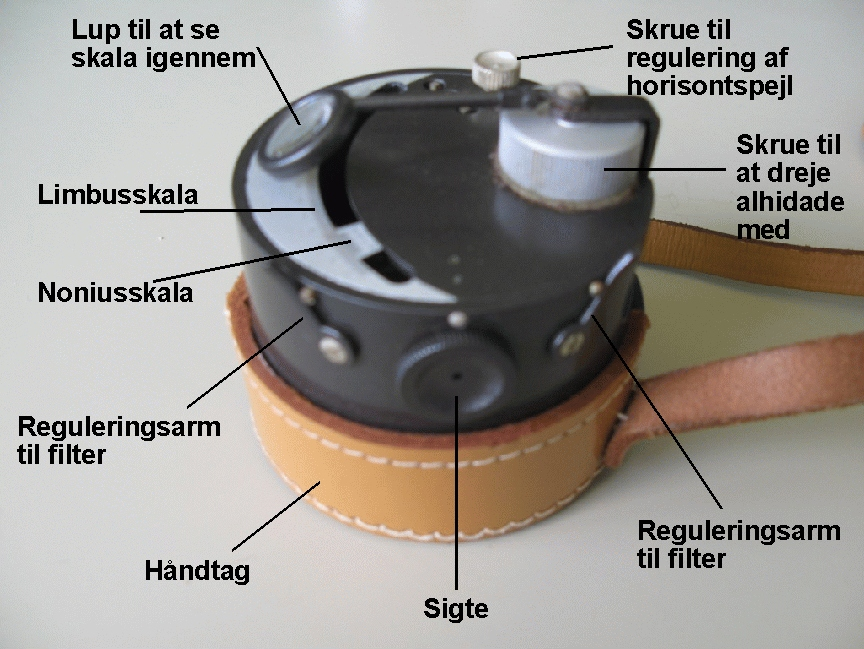 Lup til at se
skala igennem
Skrue til
regulering af
horisontspejl
Skrue til
at dreje
alhidade
med
Limbusskala
Noniusskala
Reguleringsarm
til filter
Håndtag
Sigte
Reguleringsarm
til filter